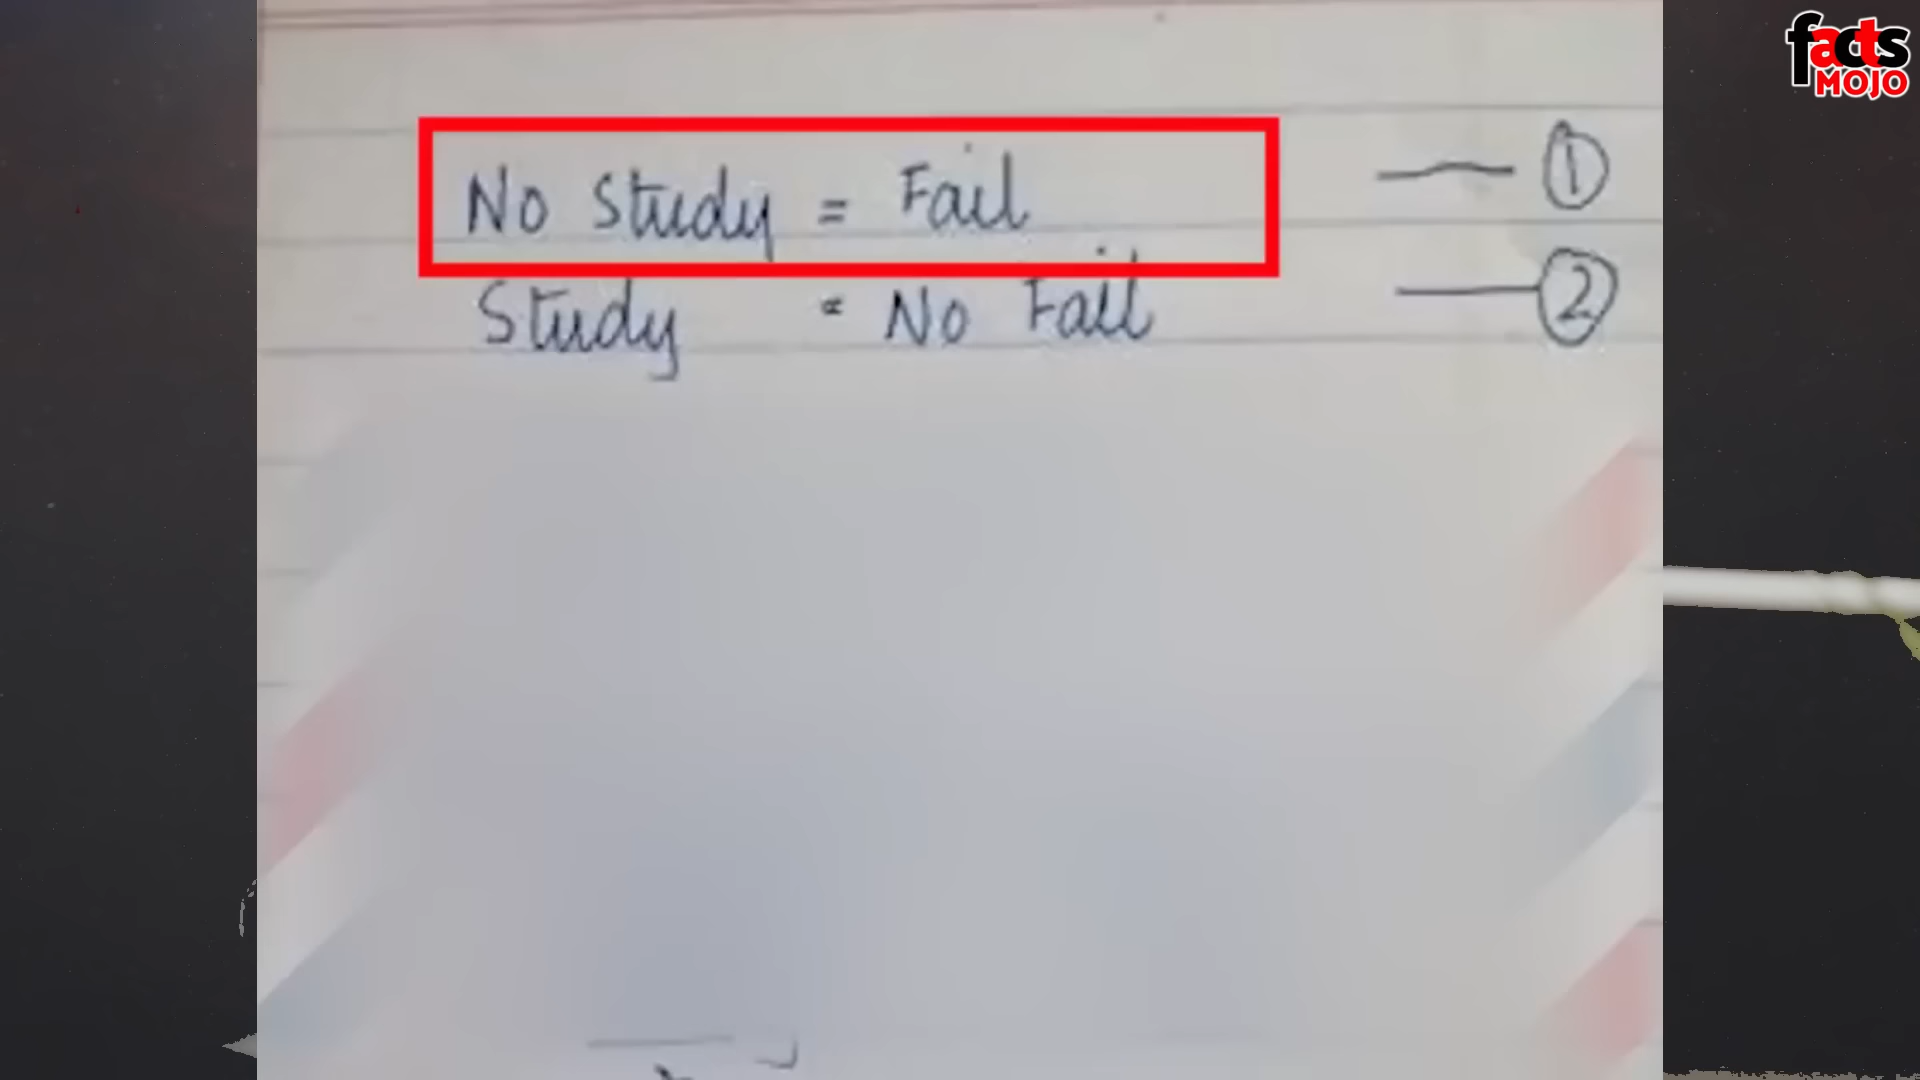 facts
MOJO
No Study = Fail —— ①
Study = No Fail —— ②